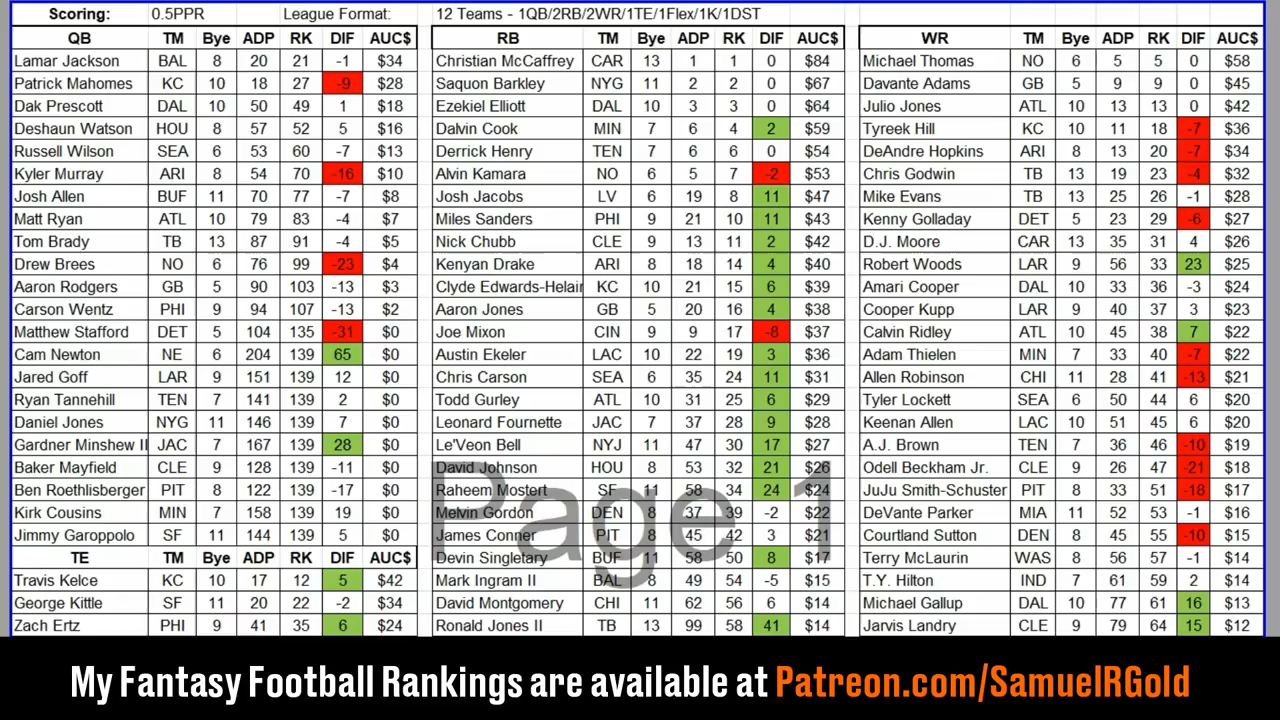 Scoring: 0.5PPR League Format: 12 Teams - 1QB/2RB/2WR/1TE/1Flex/1K/1DST
QB TM Bye ADP RK DIF AUC$ RB TM Bye ADP RK DIF AUC$ WR TM Bye ADP RK DIF AUC$
Lamar Jackson BAL 8 20 21 -1 $34 Christian McCaffrey CAR 13 1 1 0 $84 Michael Thomas NO 6 5 5 0 $58
Patrick Mahomes KC 10 18 27 -9 $28 Saquon Barkley NYG 11 2 2 0 $67 Davante Adams GB 5 9 9 0 $45
Dak Prescott DAL 10 50 49 1 $18 Ezekiel Elliott DAL 10 3 3 0 $64 Julio Jones ATL 10 13 13 0 $42
Deshaun Watson HOU 8 57 52 5 $16 Dalvin Cook MIN 7 6 4 2 $59 Tyreek Hill KC 10 11 18 -7 $36
Russell Wilson SEA 6 53 60 -7 $13 Derrick Henry TEN 7 6 6 0 $54 DeAndre Hopkins ARI 8 13 20 -7 $34
Kyler Murray ARI 8 54 70 -16 $10 Alvin Kamara NO 6 5 7 -2 $53 Chris Godwin TB 13 19 23 -4 $32
Josh Allen BUF 11 70 77 -7 $8 Josh Jacobs LV 6 19 8 11 $47 Mike Evans TB 13 25 26 -1 $28
Matt Ryan ATL 10 79 83 -4 $7 Miles Sanders PHI 9 21 10 11 $43 Kenny Golladay DET 5 23 29 -6 $27
Tom Brady TB 13 87 91 -4 $5 Nick Chubb CLE 9 13 11 2 $42 D.J. Moore CAR 13 35 31 4 $26
Drew Brees NO 6 76 99 -23 $4 Kenyan Drake ARI 8 18 14 4 $40 Robert Woods LAR 9 56 33 23 $25
Aaron Rodgers GB 5 90 103 -13 $3 Clyde Edwards-Helair KC 10 21 15 6 $39 Amari Cooper DAL 10 33 36 -3 $24
Carson Wentz PHI 9 94 107 -13 $2 Aaron Jones GB 5 20 16 4 $38 Cooper Kupp LAR 9 40 37 3 $23
Matthew Stafford DET 5 104 135 -31 $0 Joe Mixon CIN 9 9 17 -8 $37 Calvin Ridley ATL 10 45 38 7 $22
Cam Newton NE 6 204 139 65 $0 Austin Ekeler LAC 10 22 19 3 $36 Adam Thielen MIN 7 33 40 -7 $22
Jared Goff LAR 9 151 139 12 $0 Chris Carson SEA 6 35 24 11 $31 Allen Robinson CHI 11 28 41 -13 $21
Ryan Tannehill TEN 7 141 139 2 $0 Todd Gurley ATL 10 31 25 6 $29 Tyler Lockett SEA 6 50 44 6 $20
Daniel Jones NYG 11 146 139 7 $0 Leonard Fournette JAC 7 37 28 9 $28 Keenan Allen LAC 10 51 45 6 $20
Gardner Minshew II JAC 7 167 139 28 $0 Le'Veon Bell NYJ 11 47 30 17 $27 A.J. Brown TEN 7 36 46 -10 $19
Baker Mayfield CLE 9 128 139 -11 $0 David Johnson HOU 8 53 32 21 $26 Odell Beckham Jr. CLE 9 26 47 -21 $18
Ben Roethlisberger PIT 8 122 139 -17 $0 Raheem Mostert SF 11 58 34 24 $24 JuJu Smith-Schuster PIT 8 33 51 -18 $17
Kirk Cousins MIN 7 158 139 19 $0 Melvin Gordon DEN 8 37 39 -2 $22 DeVante Parker MIA 11 52 53 -1 $16
Jimmy Garoppolo SF 11 144 139 5 $0 James Conner PIT 8 45 42 3 $21 Courtland Sutton DEN 8 45 55 -10 $15
TE TM Bye ADP RK DIF AUC$ Devin Singletary BUF 11 58 50 8 $17 Terry McLaurin WAS 8 56 57 -1 $14
Travis Kelce KC 10 17 12 5 $42 Mark Ingram II BAL 8 49 54 -5 $15 T.Y. Hilton IND 7 61 59 2 $14
George Kittle SF 11 20 22 -2 $34 David Montgomery CHI 11 62 56 6 $14 Michael Gallup DAL 10 77 61 16 $13
Zach Ertz PHI 9 41 35 6 $24 Ronald Jones II TB 13 99 58 41 $14 Jarvis Landry CLE 9 79 64 15 $12
Page 1
My Fantasy Football Rankings are available at Patreon.com/SamuelRGold